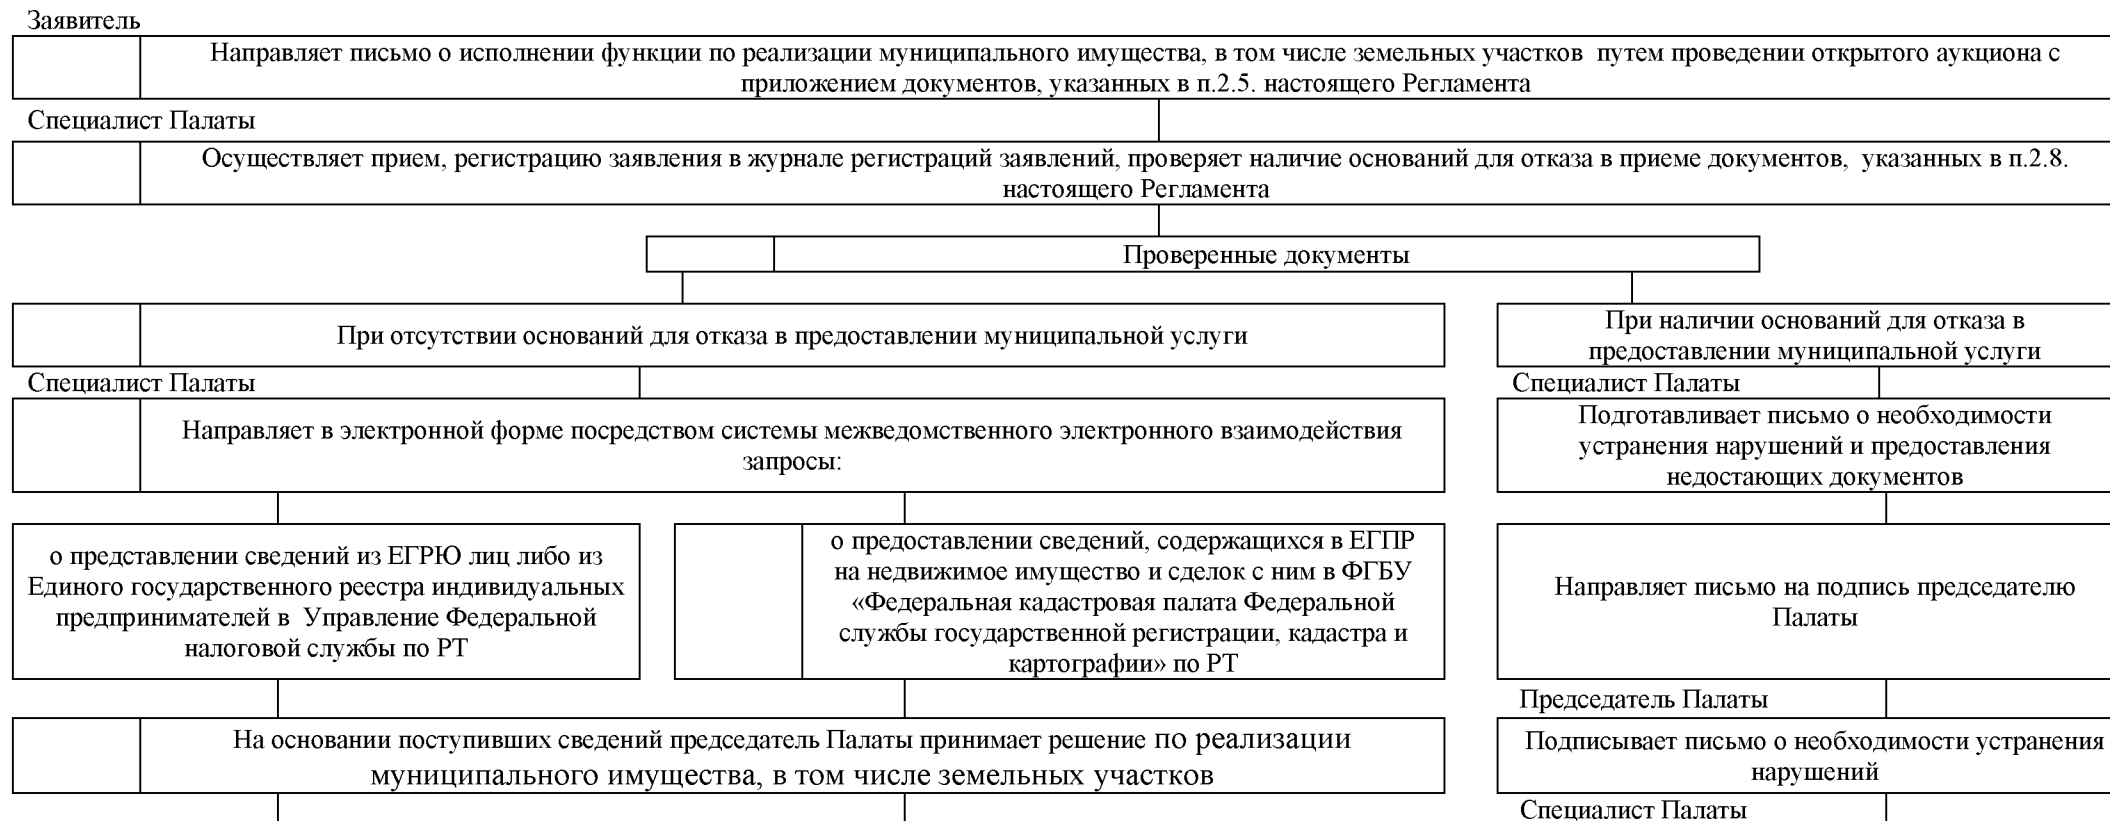 Заявитель
Направляет письмо о исполнении функции по реализации муниципального имущества, в том числе земельных участков путем проведении открытого аукциона с
приложением документов, указанных в п.2.5. настоящего Регламента
Специалист Палаты
Осуществляет прием, регистрацию заявления в журнале регистраций заявлений, проверяет наличие оснований для отказа в приеме документов, указанных в п.2.8.
настоящего Регламента
Проверенные документы
При отсутствии оснований для отказа в предоставлении муниципальной услуги
При наличии оснований для отказа в
предоставлении муниципальной услуги
Специалист Палаты
Специалист Палаты
Направляет в электронной форме посредством системы межведомственного электронного взаимодействия
запросы:
Подготавливает письмо о необходимости
устранения нарушений и предоставления
недостающих документов
о представлении сведений из ЕГРЮ лиц либо из
Единого государственного реестра индивидуальных
предпринимателей в Управление Федеральной
налоговой службы по РТ
о предоставлении сведений, содержащихся в ЕГПР
на недвижимое имущество и сделок с ним в ФГБУ
«Федеральная кадастровая палата Федеральной
службы государственной регистрации, кадастра и
картографии» по РТ
Направляет письмо на подпись председателю
Палаты
Председатель Палаты
На основании поступивших сведений председатель Палаты принимает решение по реализации
муниципального имущества, в том числе земельных участков
Подписывает письмо о необходимости устранения
нарушений
Специалист Палаты